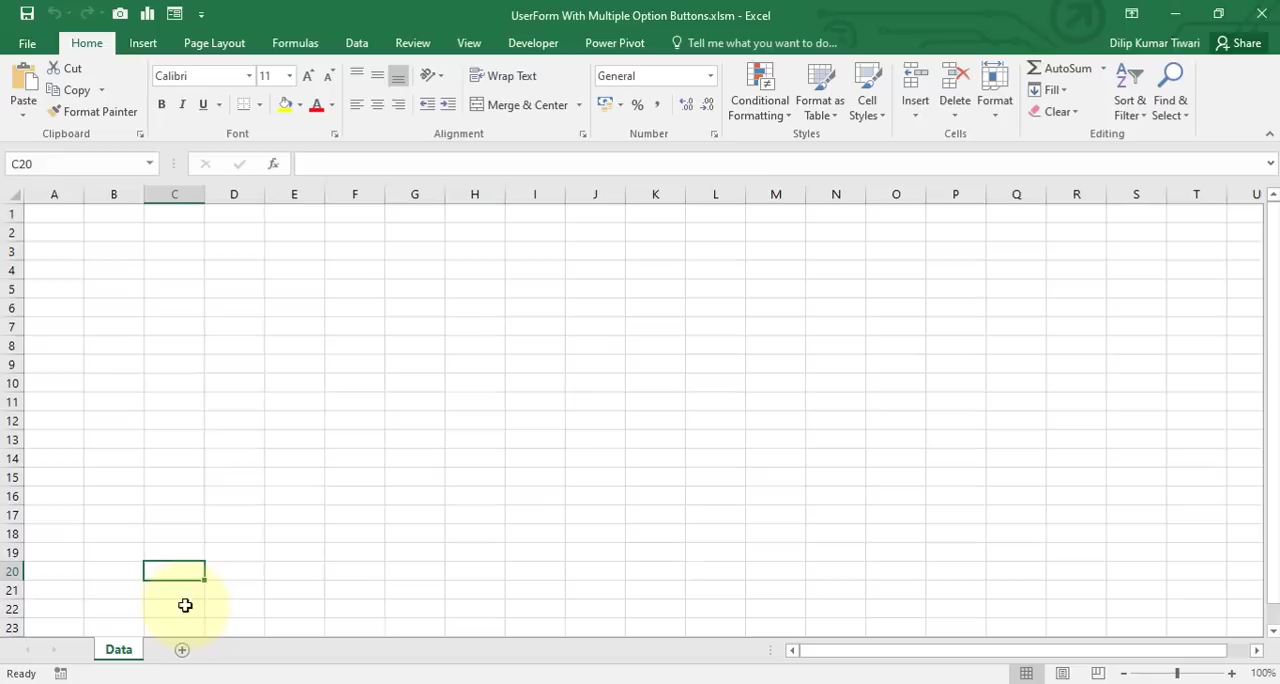 UserForm With Multiple Option Buttons.xlsm - Excel
File Home Insert Page Layout Formulas Data Review View Developer Power Pivot Tell me what you want to do... Dilip Kumar Tiwari Share
Paste
Cut
Copy
Format Painter
Clipboard
Calibri 11
B I U
Font
Wrap Text
Merge & Center
Alignment
General
%
Number
Conditional Formatting
Format as Table
Cell Styles
Styles
Insert
Delete
Format
Cells
AutoSum
Fill
Clear
Sort & Filter
Find & Select
Editing
C20 fx
A B C D E F G H I J K L M N O P Q R S T U
1
2
3
4
5
6
7
8
9
10
11
12
13
14
15
16
17
18
19
20
21
22
23
Data
Ready 100%